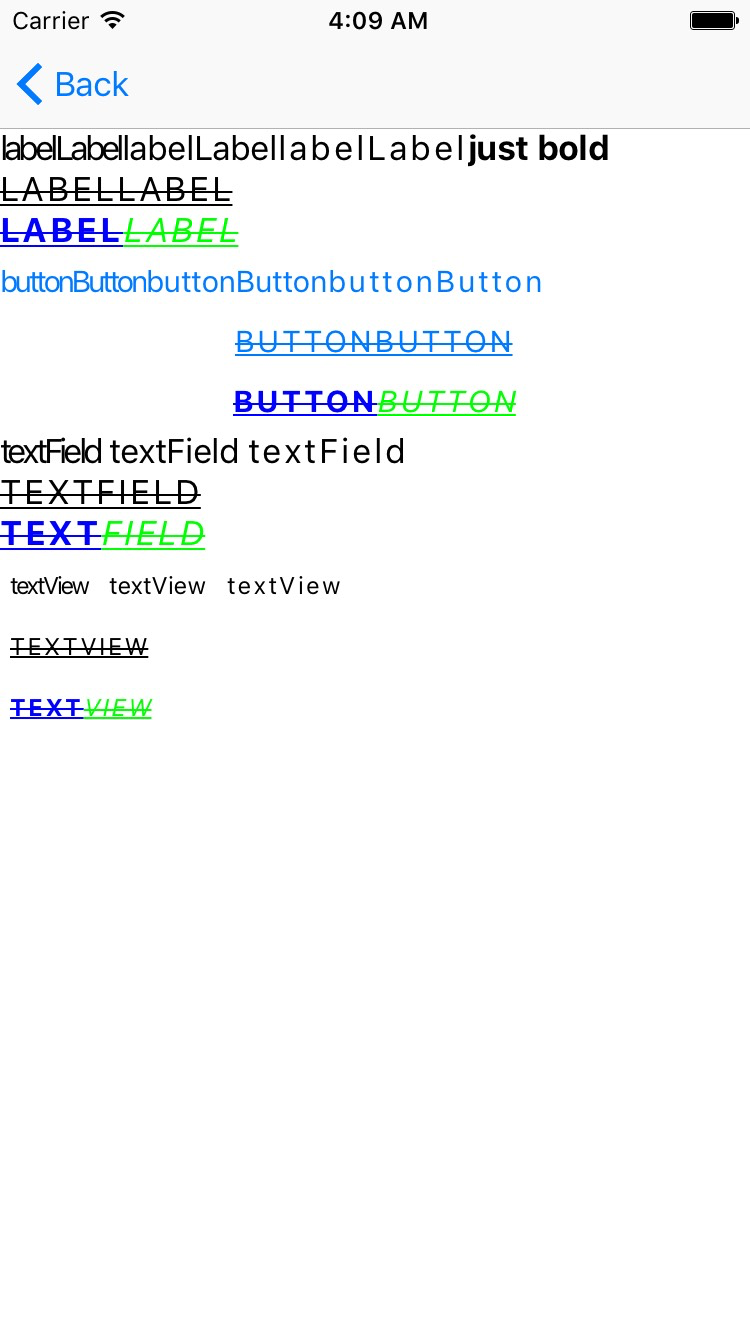 Carrier 4:09 AM
Back
labelLabellabelLabellabelLabeljust bold
LABELLABEL
LABELLABEL
buttonButtonbuttonButtonbuttonButton
BUTTONBUTTON
BUTTONBUTTON
textField textField textField
TEXTFIELD
TEXTFIELD
textView textView textView
TEXTVIEW
TEXTVIEW